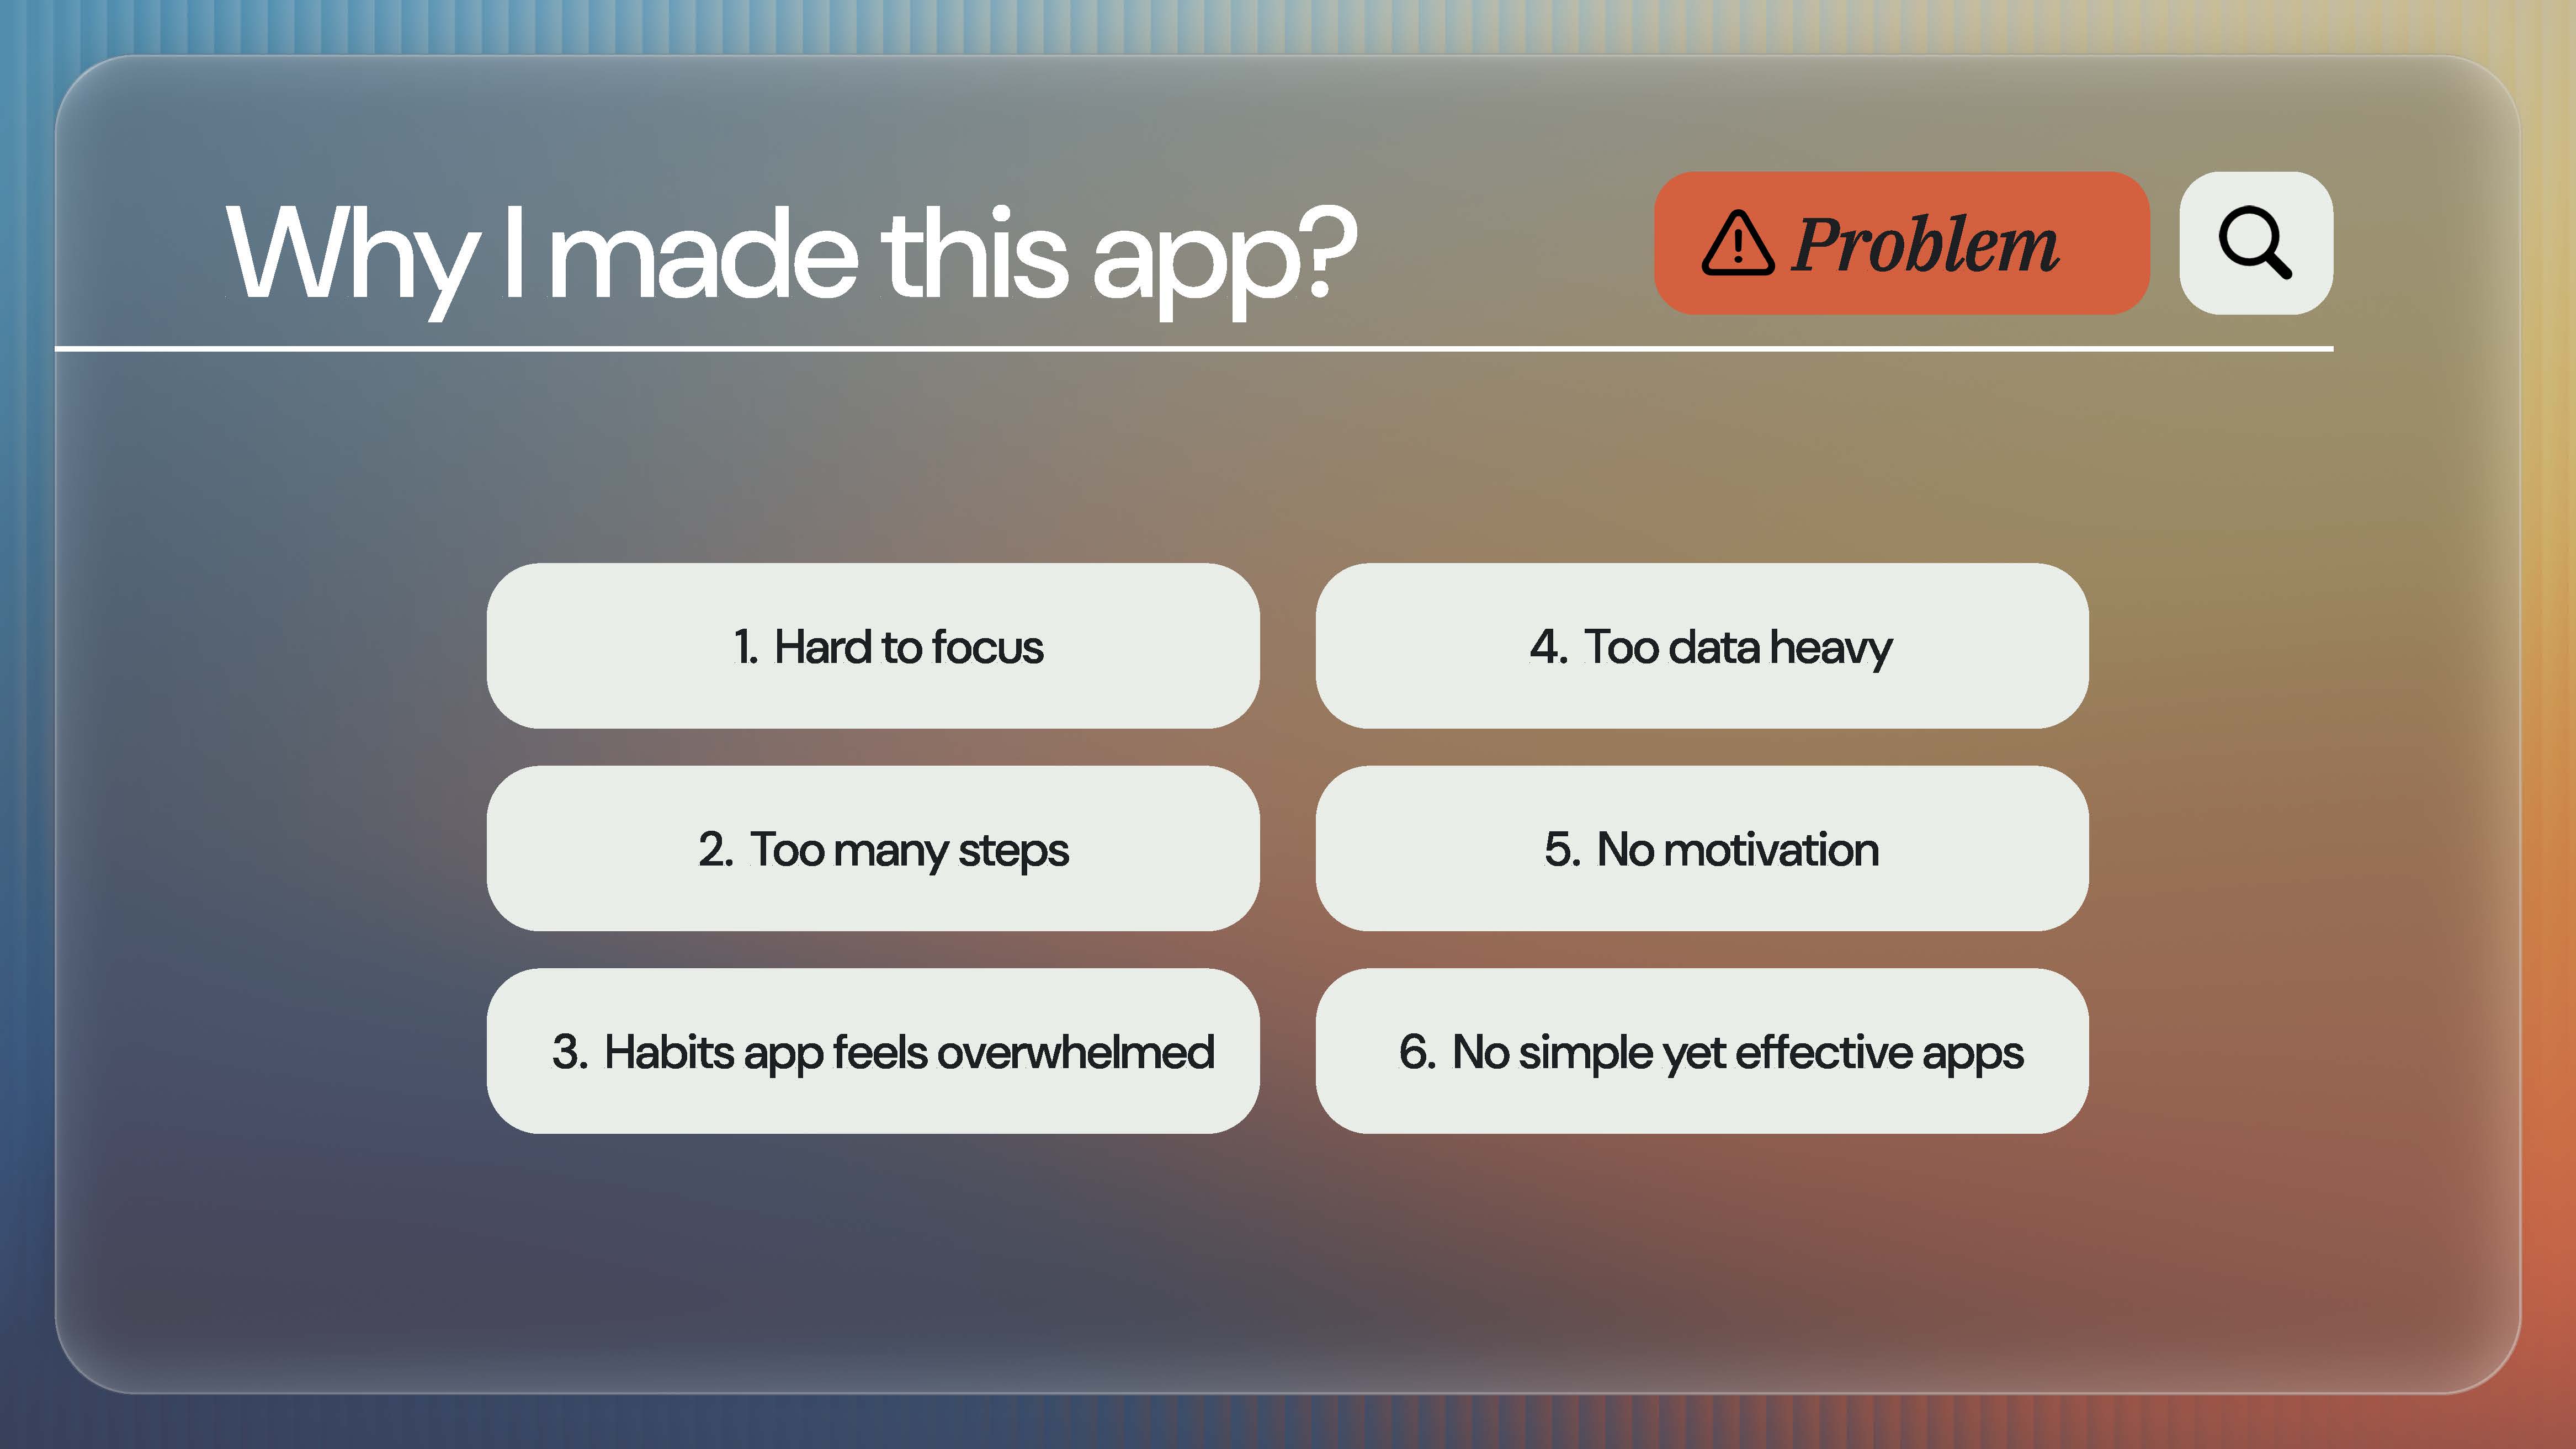 Why I made this app?
Problem
1. Hard to focus
2. Too many steps
3. Habits app feels overwhelmed
4. Too data heavy
5. No motivation
6. No simple yet effective apps